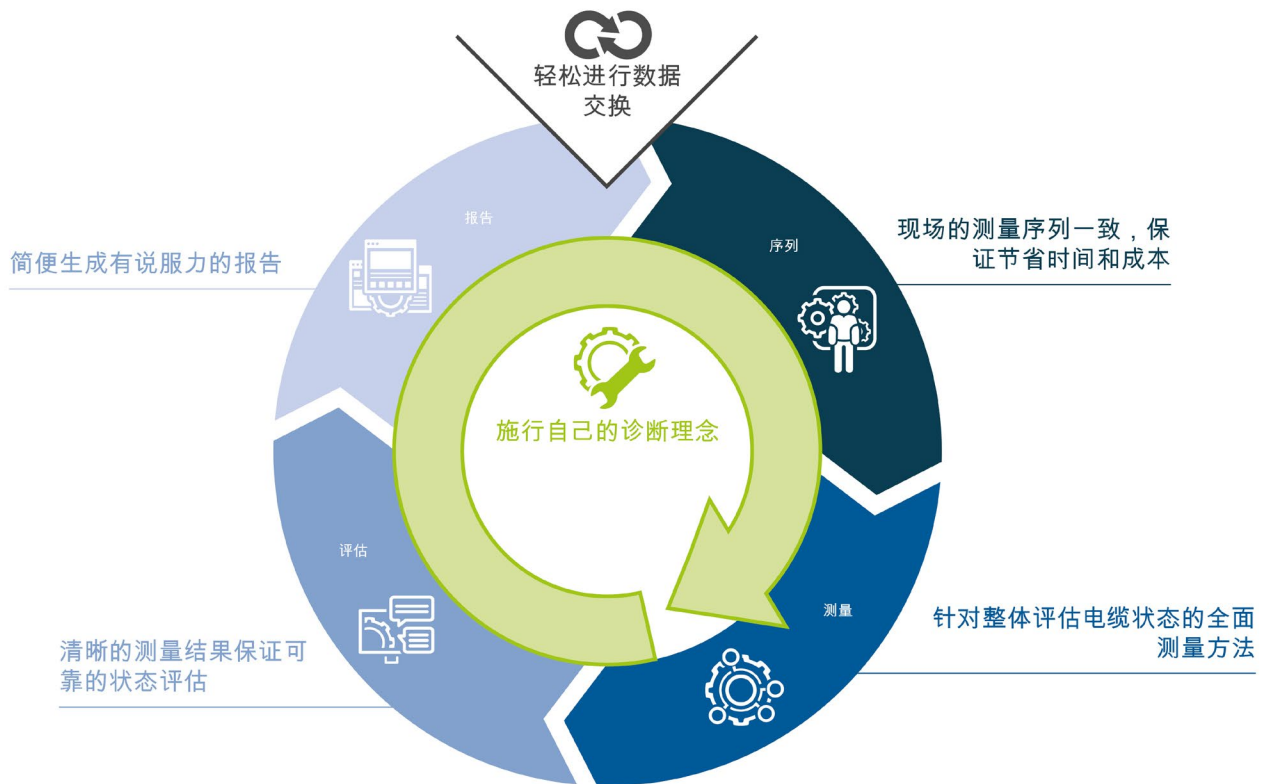 轻松进行数据
交换
报告
序列
简便生成有说服力的报告
现场的测量序列一致，保
证节省时间和成本
施行自己的诊断理念
评估
测量
清晰的测量结果保证可
靠的状态评估
针对整体评估电缆状态的全面
测量方法